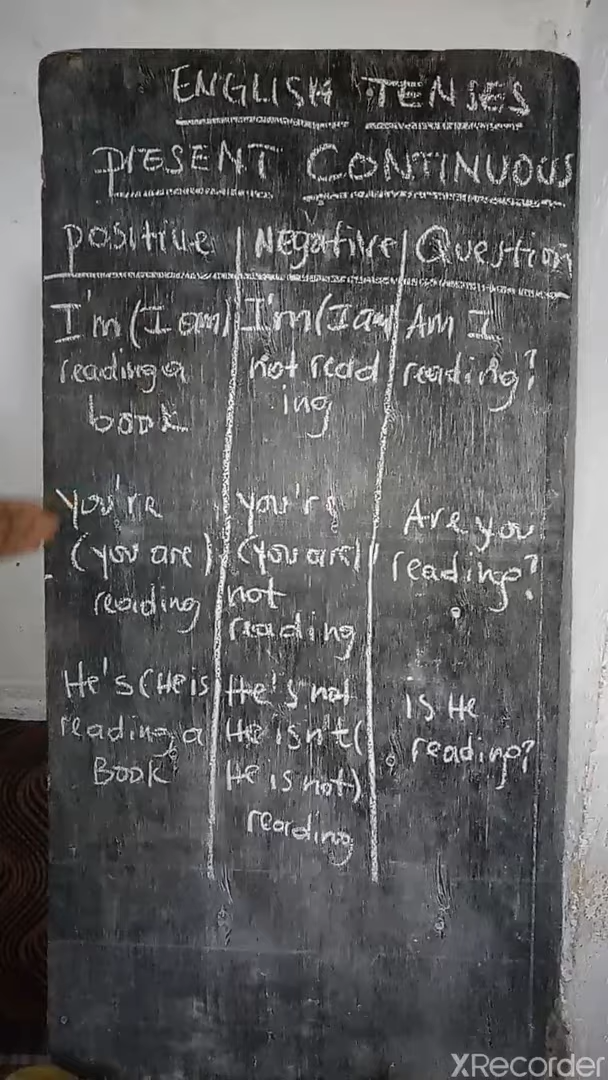 ENGLISH TENSES
PRESENT CONTINUOUS
positive Negative Question
I'm (I am)
reading a
book
I'm (I am
not read
ing
Am I
reading?
you're
(you are)
reading
you're
(you are)
not
reading
Are you
reading?
He's (He is
reading a
BOOK
He's not
He isn't (
He is not)
reading
is He
reading?
XRecorder